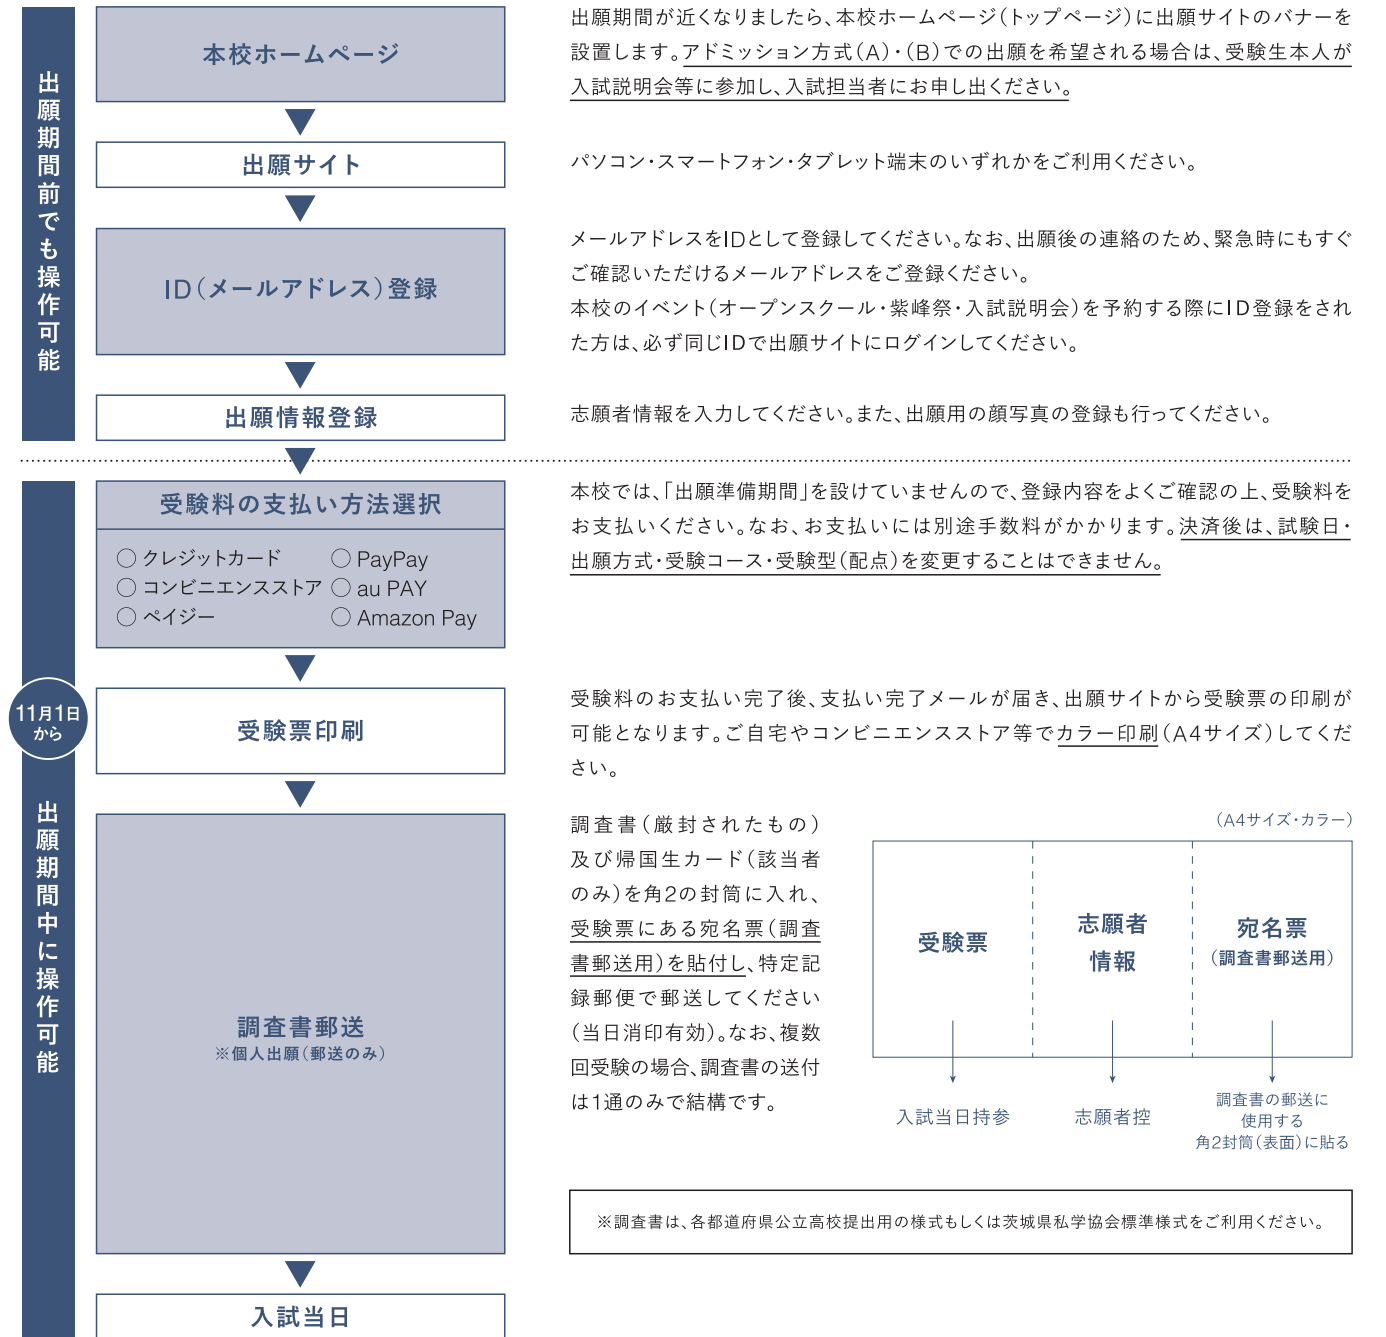 出願期間前でも操作可能
本校ホームページ
出願期間が近くなりましたら、本校ホームページ（トップページ）に出願サイトのバナーを
設置します。アドミッション方式（A）・（B）での出願を希望される場合は、受験生本人が
入試説明会等に参加し、入試担当者にお申し出ください。
出願サイト
パソコン・スマートフォン・タブレット端末のいずれかをご利用ください。
ID（メールアドレス）登録
メールアドレスをIDとして登録してください。なお、出願後の連絡のため、緊急時にもすぐ
ご確認いただけるメールアドレスをご登録ください。
本校のイベント（オープンスクール・紫峰祭・入試説明会）を予約する際にID登録をされ
た方は、必ず同じIDで出願サイトにログインしてください。
出願情報登録
志願者情報を入力してください。また、出願用の顔写真の登録も行ってください。
11月1日
から
出願期間中に操作可能
受験料の支払い方法選択
○ クレジットカード
○ PayPay
○ コンビニエンスストア
○ au PAY
○ ペイジー
○ Amazon Pay
本校では、「出願準備期間」を設けていませんので、登録内容をよくご確認の上、受験料を
お支払いください。なお、お支払いには別途手数料がかかります。決済後は、試験日・
出願方式・受験コース・受験型（配点）を変更することはできません。
受験票印刷
受験料のお支払い完了後、支払い完了メールが届き、出願サイトから受験票の印刷が
可能となります。ご自宅やコンビニエンスストア等でカラー印刷（A4サイズ）してくだ
さい。
調査書郵送
※個人出願（郵送のみ）
調査書（厳封されたもの）
及び帰国生カード（該当者
のみ）を角2の封筒に入れ、
受験票にある宛名票（調査
書郵送用）を貼付し、特定記
録郵便で郵送してください
（当日消印有効）。なお、複数
回受験の場合、調査書の送付
は1通のみで結構です。
（A4サイズ・カラー）
受験票
志願者
情報
宛名票
（調査書郵送用）
入試当日持参
志願者控
調査書の郵送に
使用する
角2封筒（表面）に貼る
※調査書は、各都道府県公立高校提出用の様式もしくは茨城県私学協会標準様式をご利用ください。
入試当日